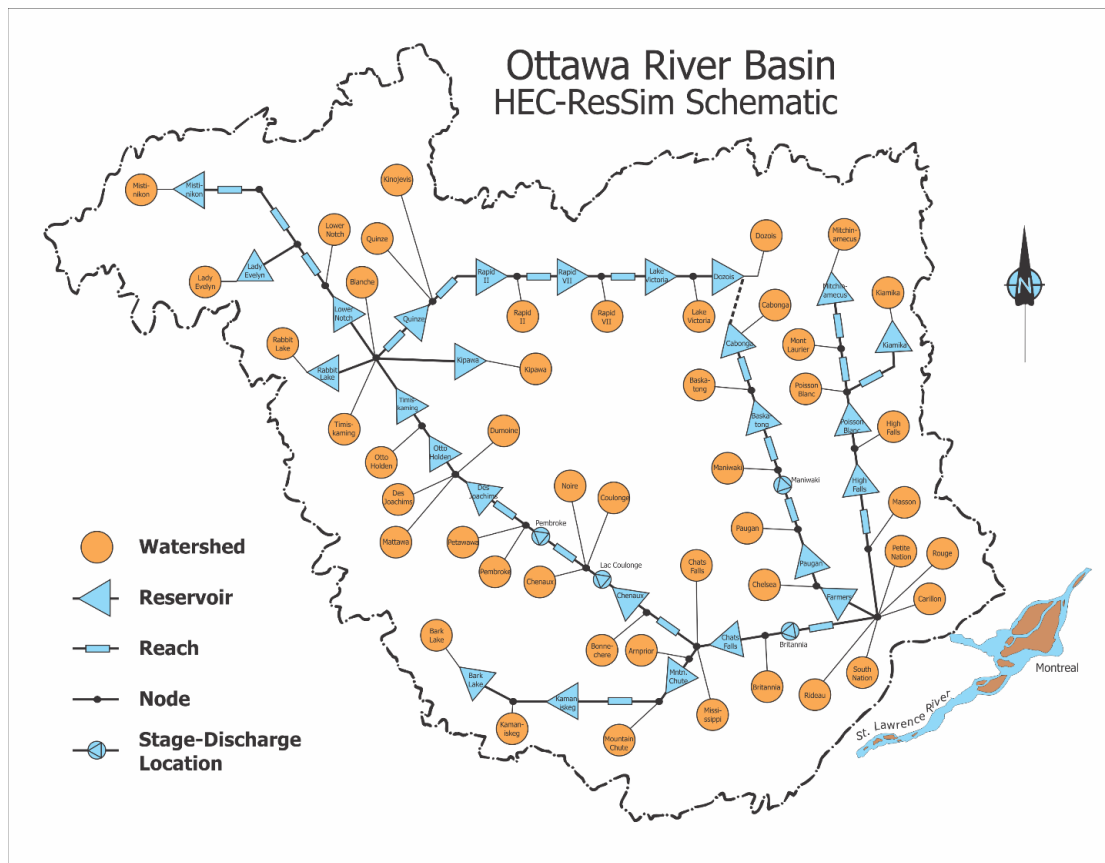 Ottawa River Basin
HEC-ResSim Schematic
Misti-
nikon
Misti-
nikon
Kinojevis
Lower
Notch
Quinze
Lady
Evelyn
Lady
Evelyn
Blanche
Lower
Notch
Quinze
Rapid
II
Rapid
VII
Lake
Victoria
Dozois
Dozois
Rapid
II
Rapid
VII
Lake
Victoria
Mitchin-
amecus
Mitchin-
amecus
Kiamika
Kiamika
Cabonga
Cabonga
Mont
Laurier
Rabbit
Lake
Rabbit
Lake
Kipawa
Kipawa
Baska-
tong
Baska-
tong
Poisson
Blanc
Poisson
Blanc
Timis-
kaming
Timis-
kaming
Otto
Holden
Otto
Holden
Dumoine
High
Falls
High
Falls
Des
Joachims
Des
Joachims
Mattawa
Noire
Coulonge
Maniwaki
Maniwaki
Masson
Petawawa
Pembroke
Pembroke
Paugan
Paugan
Petite
Nation
Rouge
Chenaux
Lac Coulonge
Chenaux
Chats
Falls
Chelsea
Farmers
Carillon
Bark
Lake
Bark
Lake
Bonne-
chere
Arnprior
Chats
Falls
Britannia
Mntn.
Chute
Kaman
iskeg
Kaman-
iskeg
Mountain
Chute
Missi-
ssippi
Britannia
Rideau
South
Nation
Watershed
Reservoir
Reach
Node
Stage-Discharge
Location
N
Montreal
St. Lawrence River